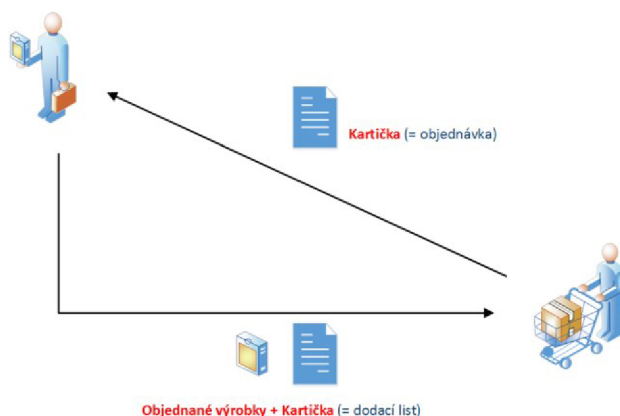 Kartička (= objednávka)
Objednané výrobky + Kartička (= dodací list)